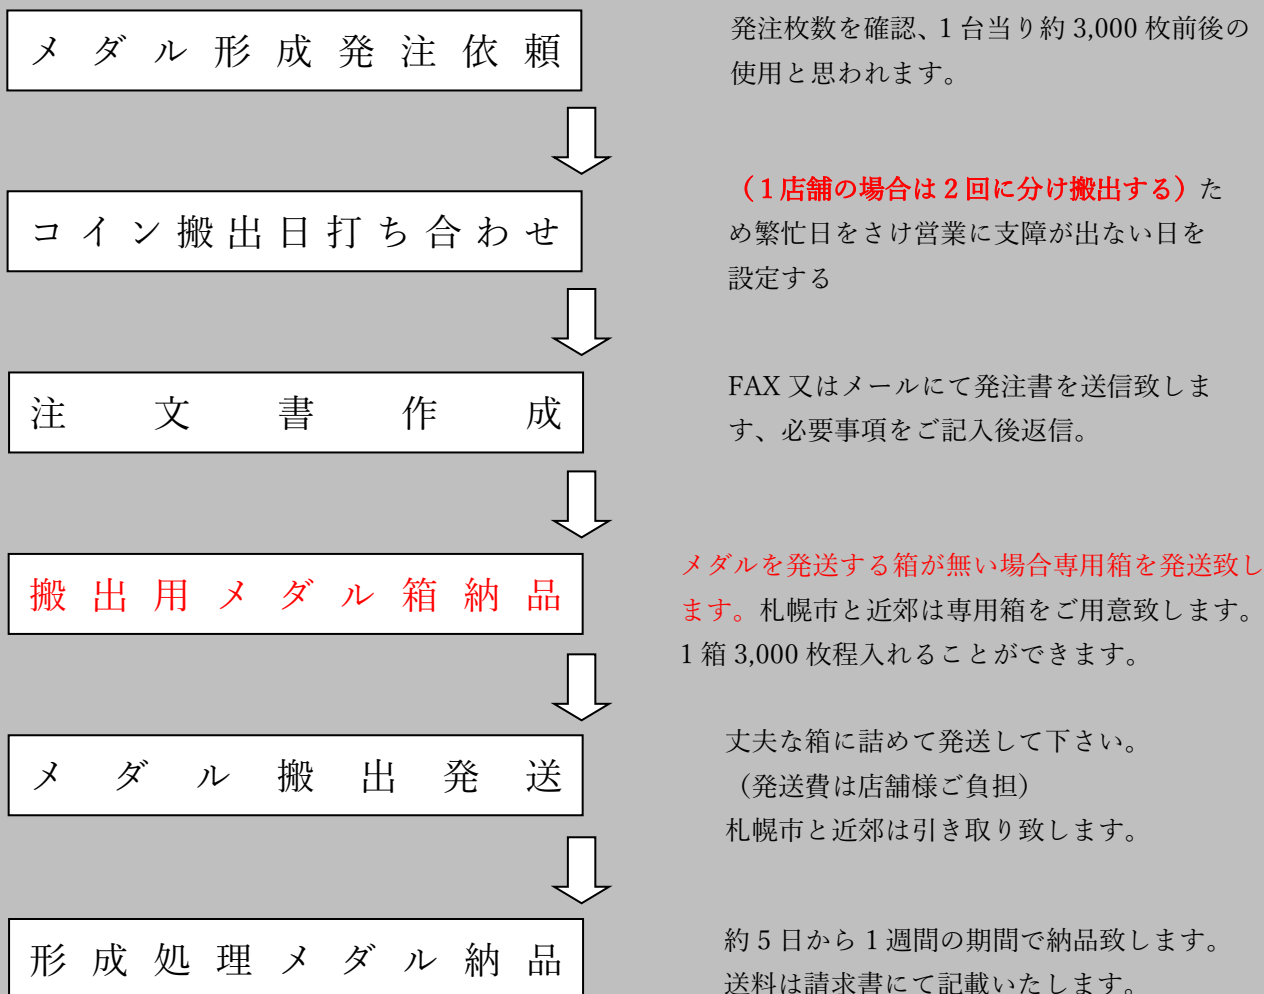 メダル形成発注依頼
発注枚数を確認、1台当り約3,000枚前後の
使用と思われます。
コイン搬出日打ち合わせ
（1店舗の場合は2回に分け搬出する）た
め繁忙日をさけ営業に支障が出ない日を
設定する
注文書作成
FAX又はメールにて発注書を送信致しま
す、必要事項をご記入後返信。
搬出用メダル箱納品
メダルを発送する箱が無い場合専用箱を発送致し
ます。札幌市と近郊は専用箱をご用意致します。
1箱3,000枚程入れることができます。
メダル搬出発送
丈夫な箱に詰めて発送して下さい。
（発送費は店舗様ご負担）
札幌市と近郊は引き取り致します。
形成処理メダル納品
約5日から1週間の期間で納品致します。
送料は請求書にて記載いたします。